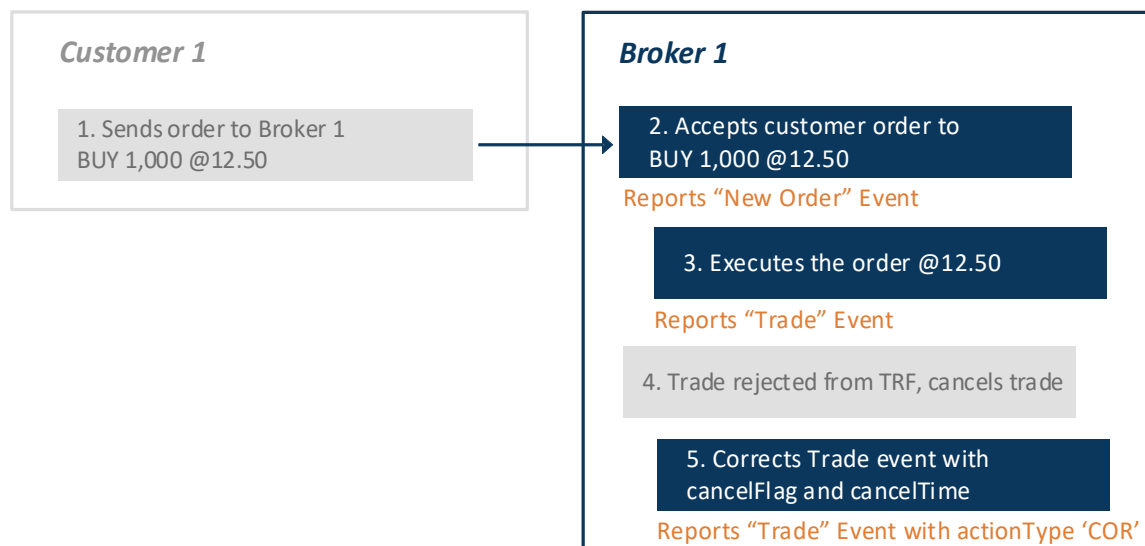 Customer 1
1. Sends order to Broker 1
BUY 1,000 @12.50
Broker 1
2. Accepts customer order to
BUY 1,000 @12.50
Reports “New Order” Event
3. Executes the order @12.50
Reports “Trade” Event
4. Trade rejected from TRF, cancels trade
5. Corrects Trade event with
cancelFlag and cancelTime
Reports “Trade” Event with actionType ‘COR’